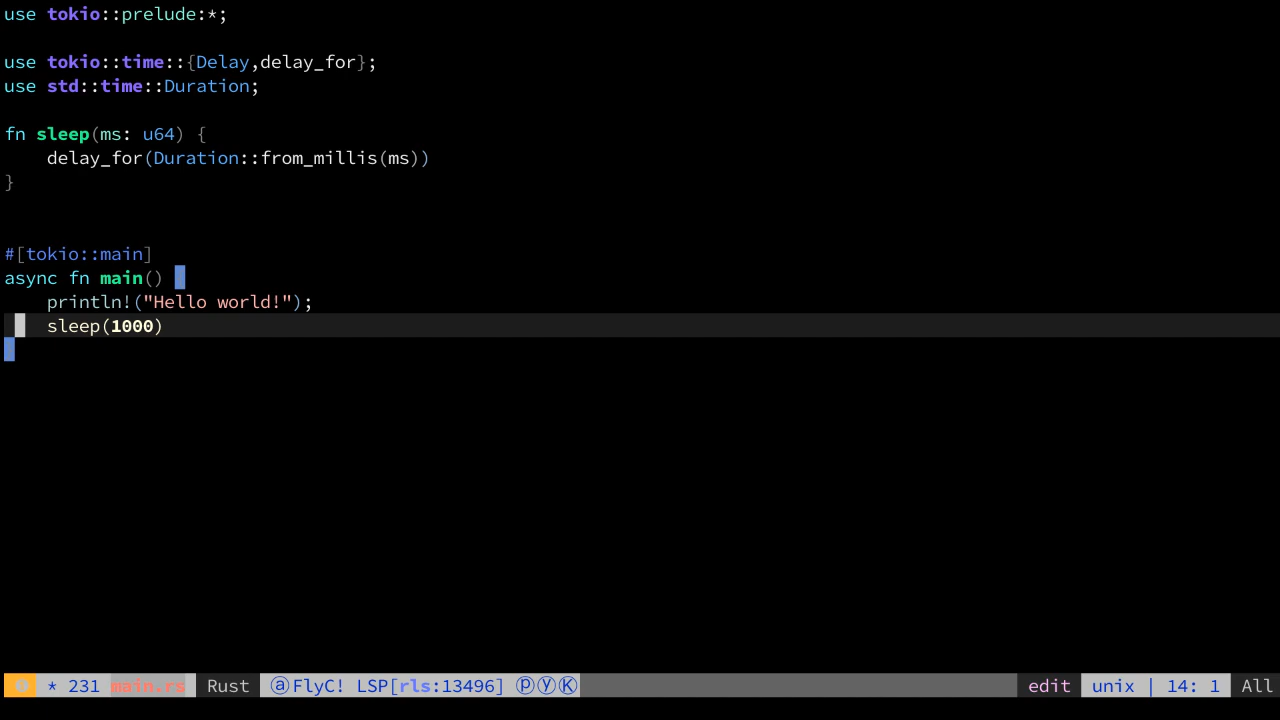 use tokio::prelude:*;
use tokio::time::{Delay,delay_for};
use std::time::Duration;
fn sleep(ms: u64) {
    delay_for(Duration::from_millis(ms))
}
#[tokio::main]
async fn main() {
    println!("Hello world!");
    sleep(1000)
}
* 231 main.rs Rust ⓐFlyC! LSP[rls:13496] ⓟⓨⓀ edit unix | 14: 1 All